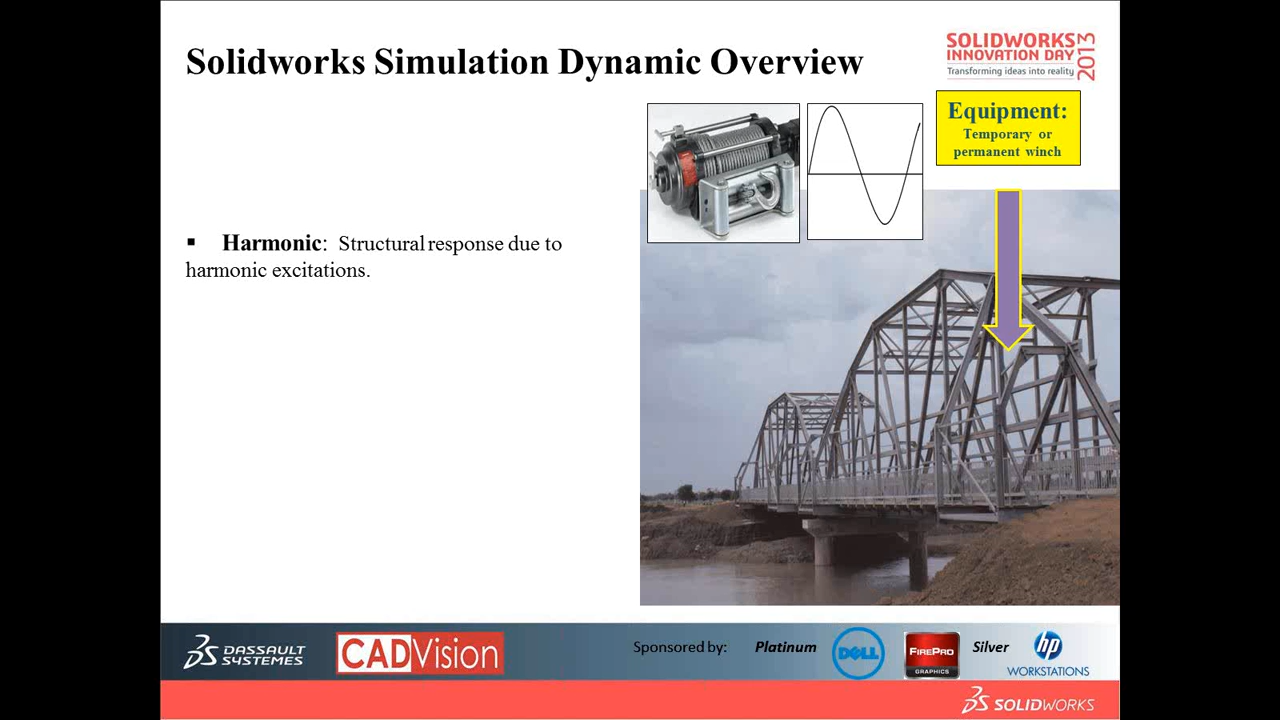 Solidworks Simulation Dynamic Overview
SOLIDWORKS
INNOVATION DAY
2013
Transforming ideas into reality
Equipment:
Temporary or
permanent winch
▪ Harmonic: Structural response due to
harmonic excitations.
DASSAULT
SYSTEMES
CADVision
Sponsored by:
Platinum
DELL
FIREPRO
GRAPHICS
Silver
hp
WORKSTATIONS
SOLIDWORKS